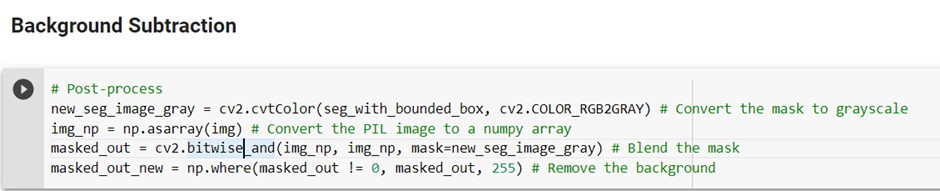 Background Subtraction
# Post-process
new_seg_image_gray = cv2.cvtColor(seg_with_bounded_box, cv2.COLOR_RGB2GRAY) # Convert the mask to grayscale
img_np = np.asarray(img) # Convert the PIL image to a numpy array
masked_out = cv2.bitwise_and(img_np, img_np, mask=new_seg_image_gray) # Blend the mask
masked_out_new = np.where(masked_out != 0, masked_out, 255) # Remove the background